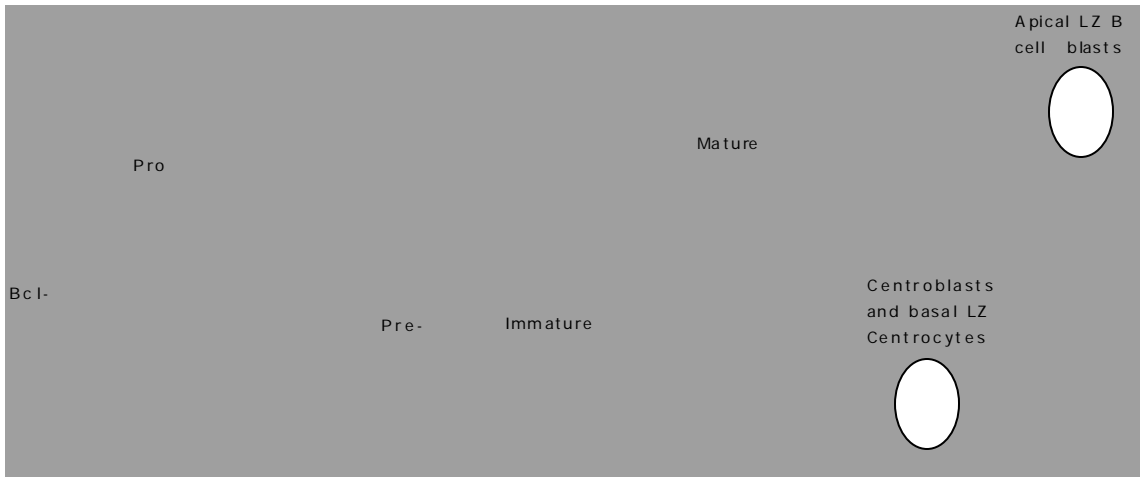 Apical LZ B
cell blasts
Mature
Pro
Bcl-
Pre-
Immature
Centroblasts
and basal LZ
Centrocytes